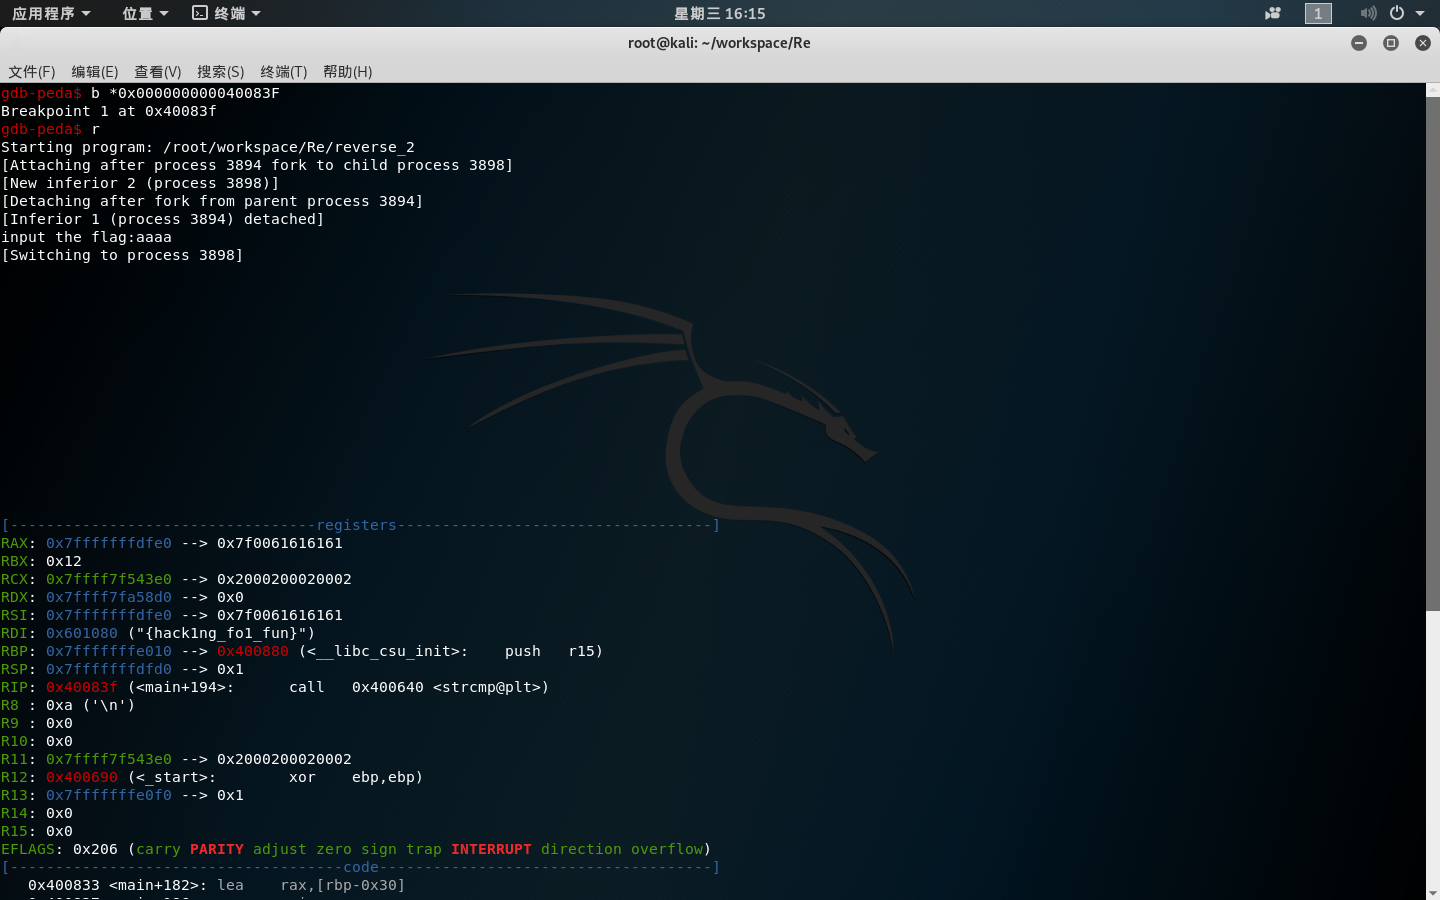 应用程序 位置 终端 星期三 16:15 1
root@kali: ~/workspace/Re
文件(F) 编辑(E) 查看(V) 搜索(S) 终端(T) 帮助(H)
gdb-peda$ b *0x000000000040083F
Breakpoint 1 at 0x40083f
gdb-peda$ r
Starting program: /root/workspace/Re/reverse_2
[Attaching after process 3894 fork to child process 3898]
[New inferior 2 (process 3898)]
[Detaching after fork from parent process 3894]
[Inferior 1 (process 3894) detached]
input the flag:aaaa
[Switching to process 3898]
[----------------------------------registers-----------------------------------]
RAX: 0x7fffffffdfe0 --> 0x7f0061616161
RBX: 0x12
RCX: 0x7ffff7f543e0 --> 0x2000200020002
RDX: 0x7ffff7fa58d0 --> 0x0
RSI: 0x7fffffffdfe0 --> 0x7f0061616161
RDI: 0x601080 ("{hack1ng_fo1_fun}")
RBP: 0x7fffffffe010 --> 0x400880 (<__libc_csu_init>: push r15)
RSP: 0x7fffffffdfd0 --> 0x1
RIP: 0x40083f (<main+194>: call 0x400640 <strcmp@plt>)
R8 : 0xa ('\n')
R9 : 0x0
R10: 0x0
R11: 0x7ffff7f543e0 --> 0x2000200020002
R12: 0x400690 (<_start>: xor ebp,ebp)
R13: 0x7fffffffe0f0 --> 0x1
R14: 0x0
R15: 0x0
EFLAGS: 0x206 (carry PARITY adjust zero sign trap INTERRUPT direction overflow)
[-------------------------------------code-------------------------------------]
0x400833 <main+182>: lea rax,[rbp-0x30]